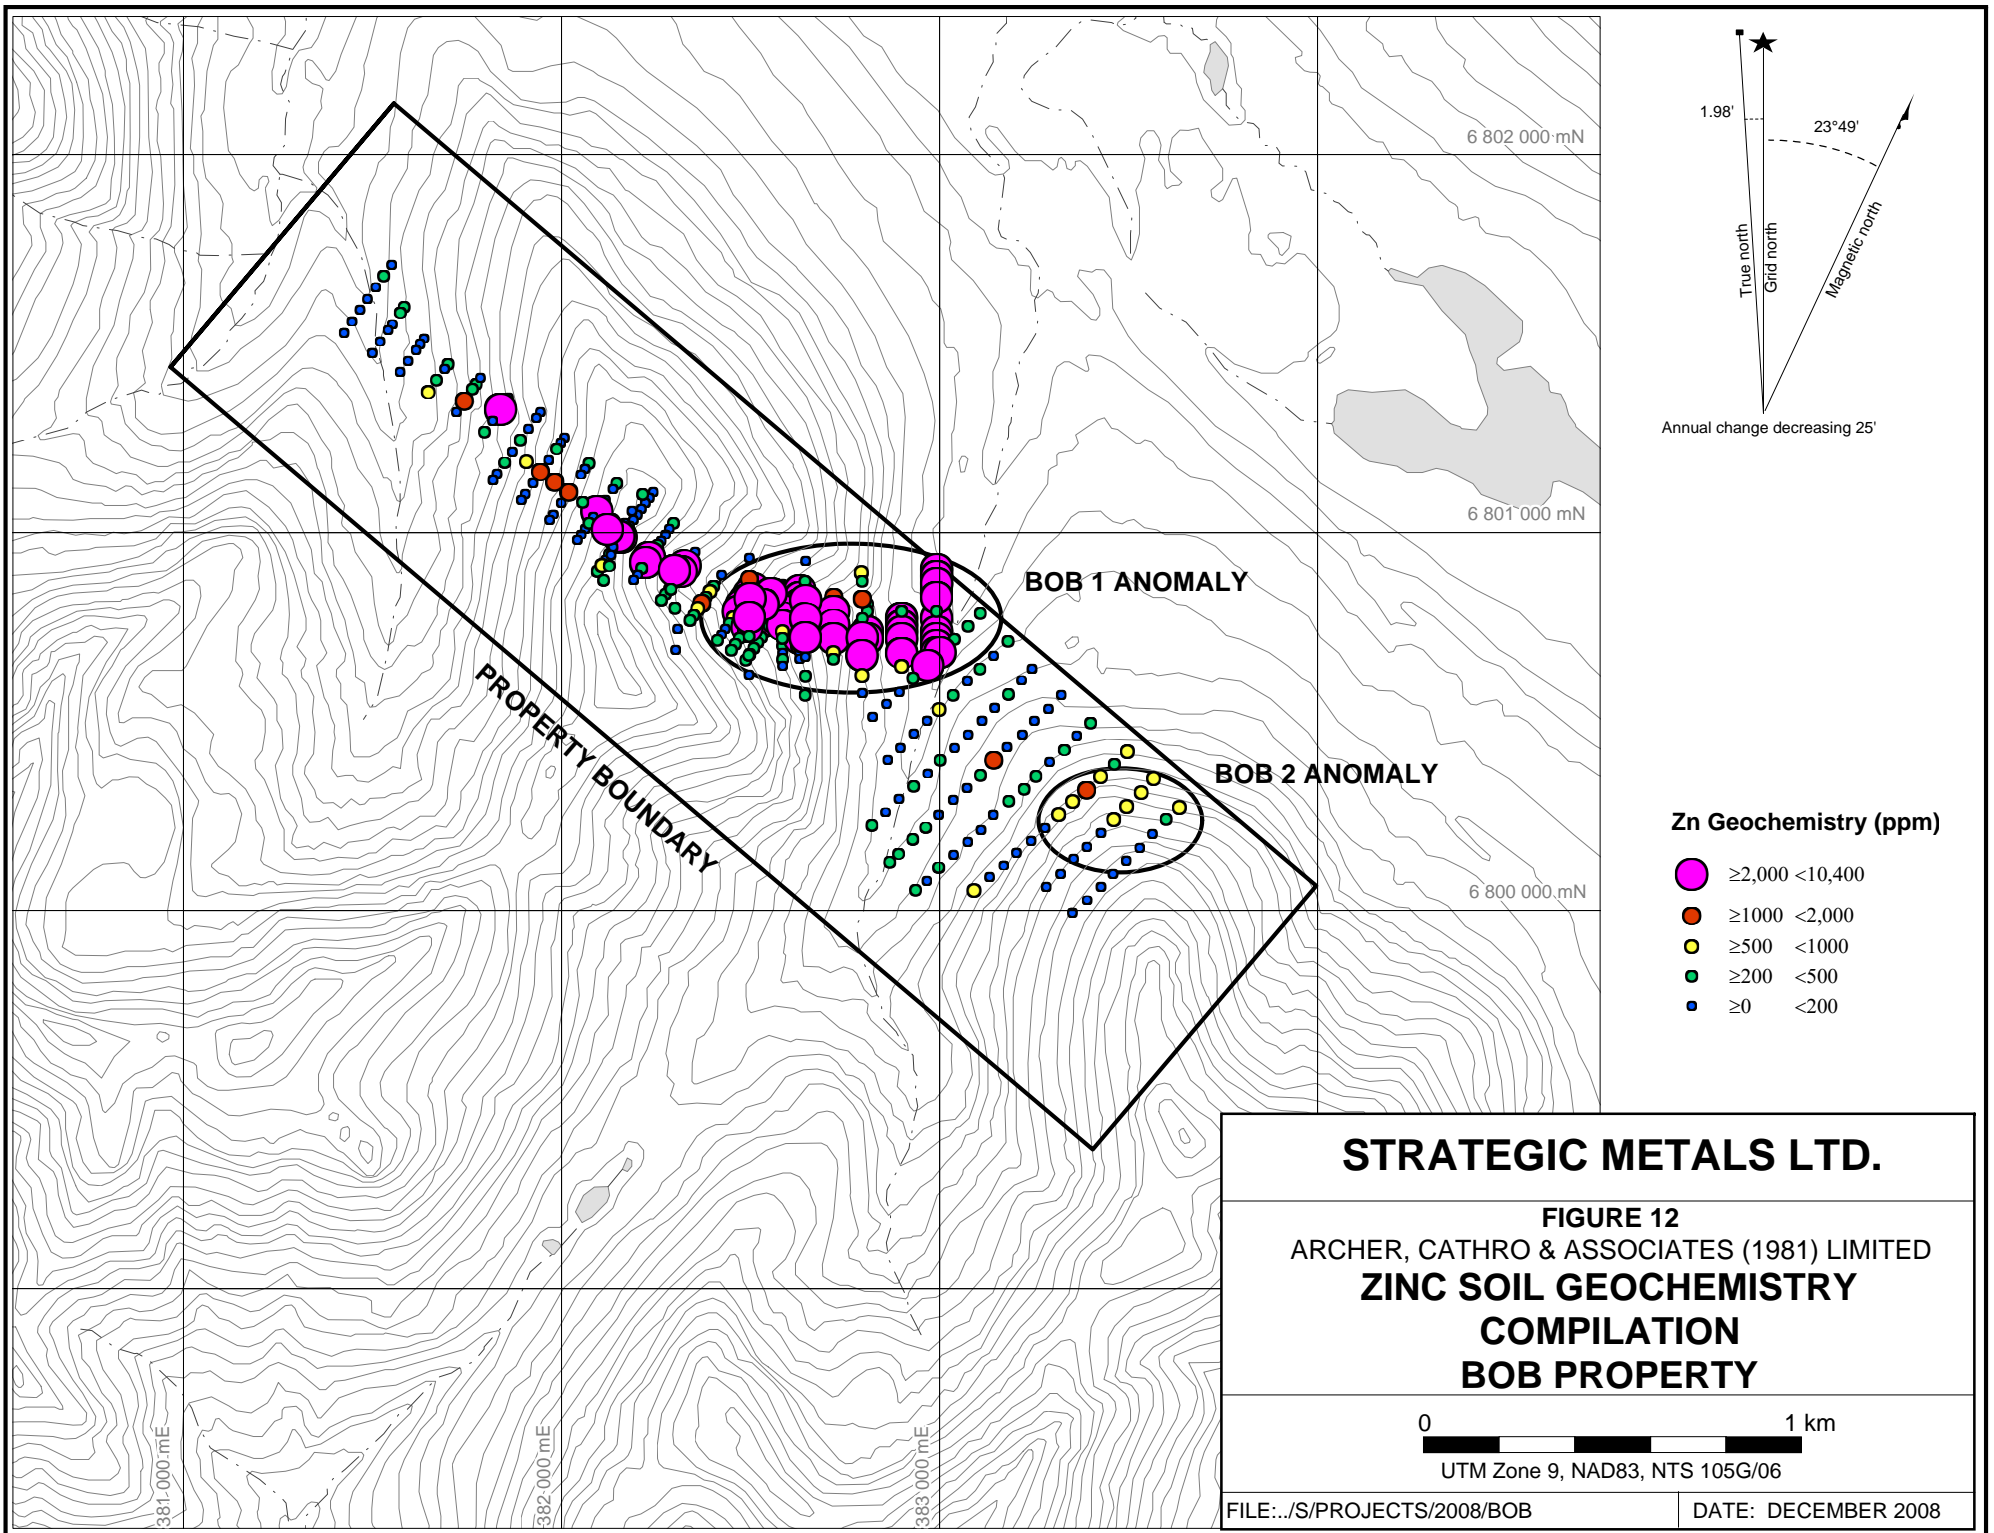 6 802 000 mN
1.98'
23°49'
True north
Grid north
Magnetic north
Annual change decreasing 25'
6 801 000 mN
BOB 1 ANOMALY
PROPERTY BOUNDARY
BOB 2 ANOMALY
6 800 000 mN
Zn Geochemistry (ppm)
≥2,000 <10,400
≥1000 <2,000
≥500 <1000
≥200 <500
≥0 <200
381 000 mE
382 000 mE
383 000 mE
STRATEGIC METALS LTD.
FIGURE 12
ARCHER, CATHRO & ASSOCIATES (1981) LIMITED
ZINC SOIL GEOCHEMISTRY
COMPILATION
BOB PROPERTY
0 1 km
UTM Zone 9, NAD83, NTS 105G/06
FILE:../S/PROJECTS/2008/BOB
DATE: DECEMBER 2008